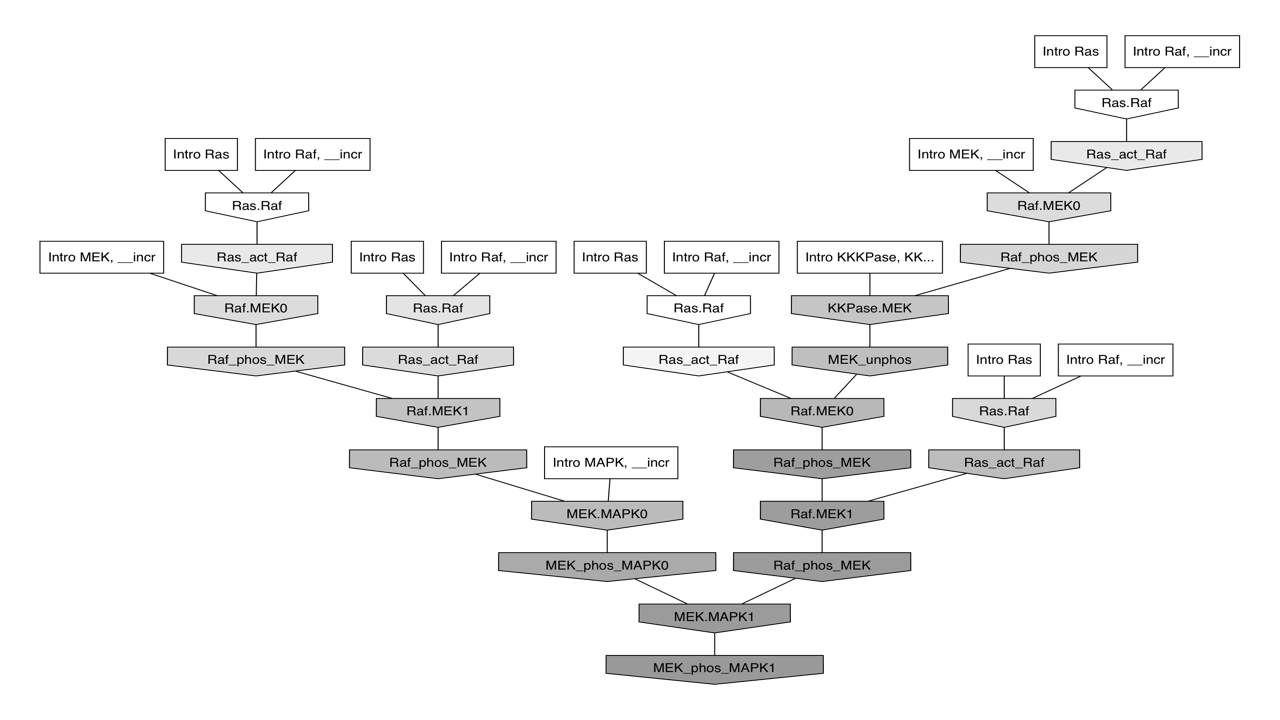 Intro Ras
Intro Raf, __incr
Ras.Raf
Intro Ras
Intro Raf, __incr
Intro MEK, __incr
Ras_act_Raf
Ras.Raf
Raf.MEK0
Intro MEK, __incr
Ras_act_Raf
Intro Ras
Intro Raf, __incr
Intro Ras
Intro Raf, __incr
Intro KKKPase, KK...
Raf_phos_MEK
Raf.MEK0
Ras.Raf
Ras.Raf
KKPase.MEK
Raf_phos_MEK
Ras_act_Raf
Ras_act_Raf
MEK_unphos
Intro Ras
Intro Raf, __incr
Raf.MEK1
Raf.MEK0
Ras.Raf
Raf_phos_MEK
Intro MAPK, __incr
Raf_phos_MEK
Ras_act_Raf
MEK.MAPK0
Raf.MEK1
MEK_phos_MAPK0
Raf_phos_MEK
MEK.MAPK1
MEK_phos_MAPK1